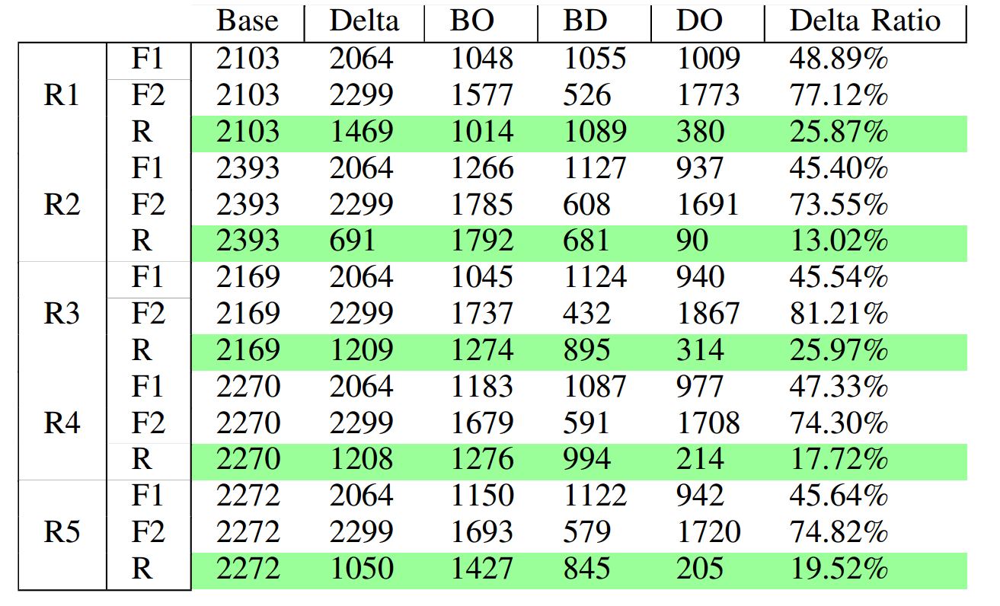 Base Delta BO BD DO Delta Ratio
F1 2103 2064 1048 1055 1009 48.89%
R1 F2 2103 2299 1577 526 1773 77.12%
R 2103 1469 1014 1089 380 25.87%
F1 2393 2064 1266 1127 937 45.40%
R2 F2 2393 2299 1785 608 1691 73.55%
R 2393 691 1792 681 90 13.02%
F1 2169 2064 1045 1124 940 45.54%
R3 F2 2169 2299 1737 432 1867 81.21%
R 2169 1209 1274 895 314 25.97%
F1 2270 2064 1183 1087 977 47.33%
R4 F2 2270 2299 1679 591 1708 74.30%
R 2270 1208 1276 994 214 17.72%
F1 2272 2064 1150 1122 942 45.64%
R5 F2 2272 2299 1693 579 1720 74.82%
R 2272 1050 1427 845 205 19.52%